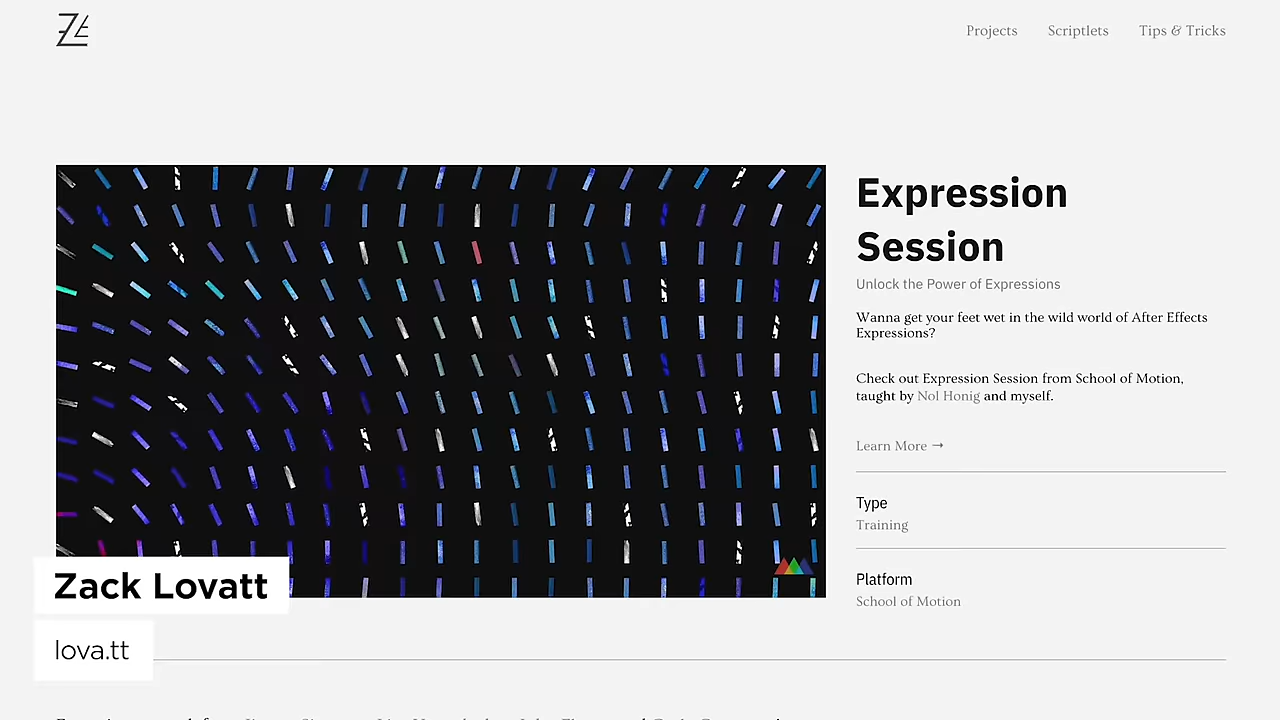 Projects Scriptlets Tips & Tricks
Expression
Session
Unlock the Power of Expressions
Wanna get your feet wet in the wild world of After Effects
Expressions?
Check out Expression Session from School of Motion,
taught by Nol Honig and myself.
Learn More →
Type
Training
Platform
School of Motion
Zack Lovatt
lova.tt